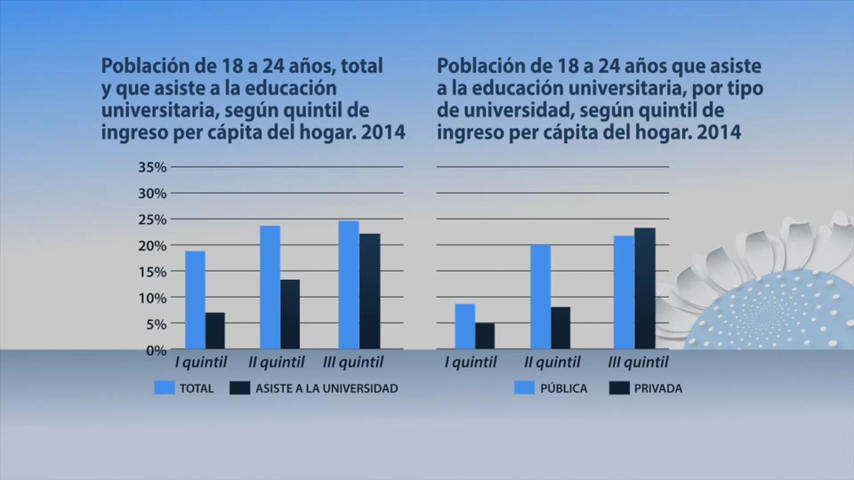 Población de 18 a 24 años, total
y que asiste a la educación
universitaria, según quintil de
ingreso per cápita del hogar. 2014
35%
30%
25%
20%
15%
10%
5%
0%
I quintil
II quintil
III quintil
TOTAL
ASISTE A LA UNIVERSIDAD
Población de 18 a 24 años que asiste
a la educación universitaria, por tipo
de universidad, según quintil de
ingreso per cápita del hogar. 2014
I quintil
II quintil
III quintil
PÚBLICA
PRIVADA